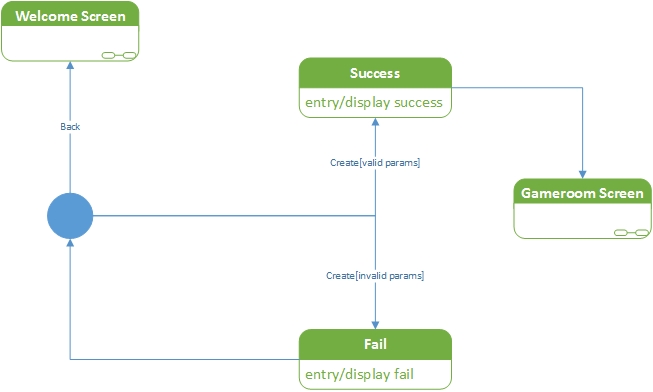 Welcome Screen
Success
entry/display success
Back
Create[valid params]
Gameroom Screen
Create[invalid params]
Fail
entry/display fail